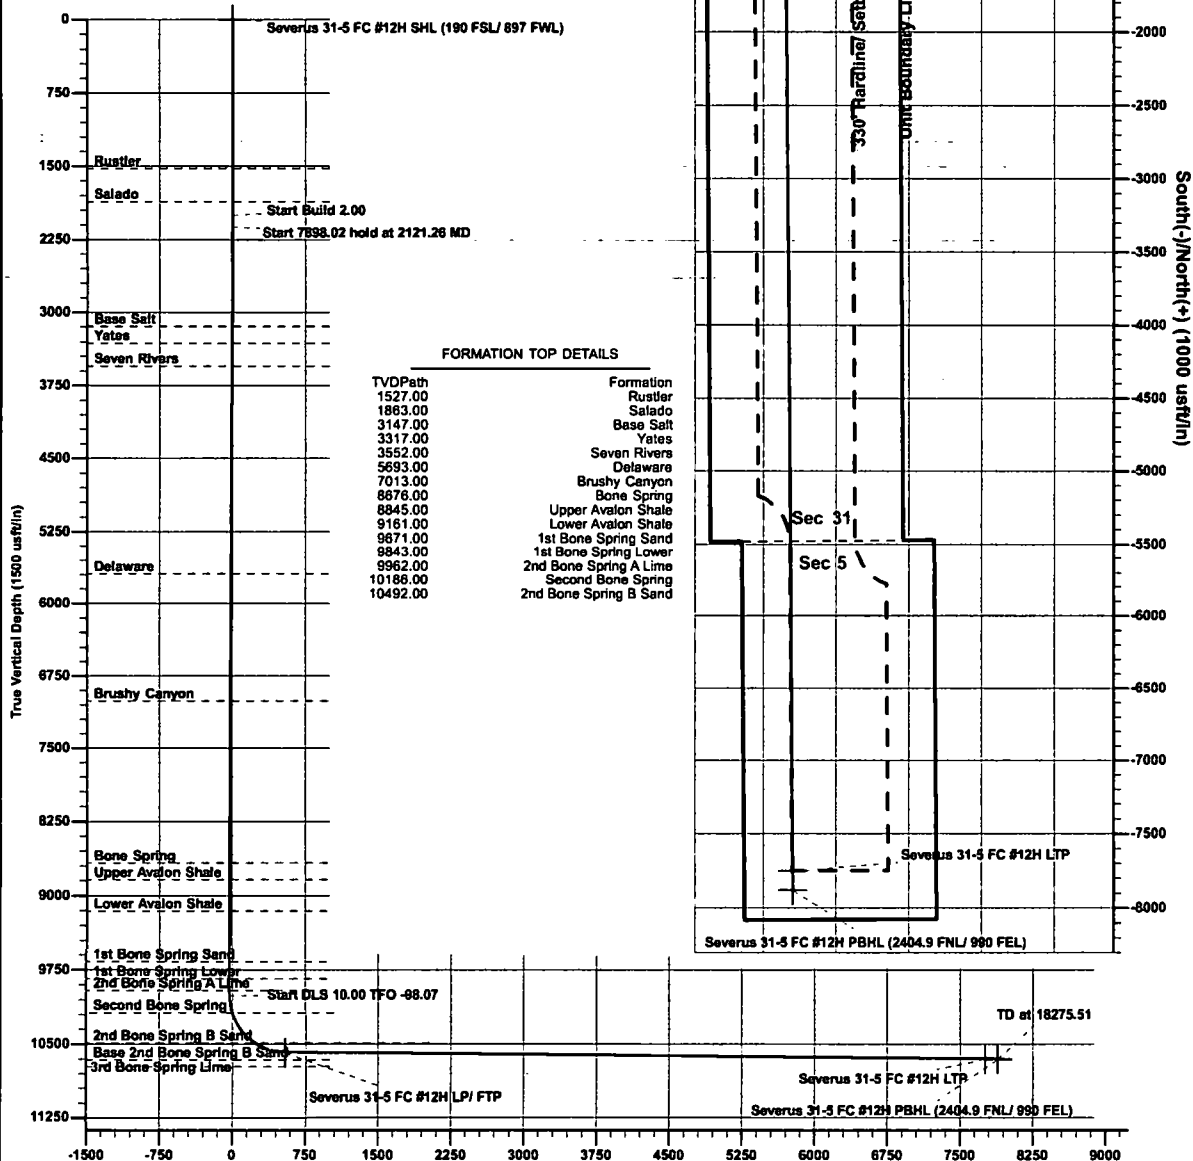 Severus 31-5 FC #12H SHL (190 FSL/ 897 FWL)
0
750
1500
2250
3000
3750
4500
5250
6000
6750
7500
8250
9000
9750
10500
11250
True Vertical Depth (1500 usft/in)
Rustler
Salado
Start Build 2.00
Start 7898.02 hold at 2121.26 MD
Base Salt
Yates
Seven Rivers
Delaware
Brushy Canyon
Bone Spring
Upper Avalon Shale
Lower Avalon Shale
1st Bone Spring Sand
1st Bone Spring Lower
2nd Bone Spring A Lime
Second Bone Spring
2nd Bone Spring B Sand
Base 2nd Bone Spring B Sand
3rd Bone Spring Lime
Start DLS 10.00 TFO -98.07
Severus 31-5 FC #12H LP/ FTP
FORMATION TOP DETAILS
TVDPath Formation
1527.00 Rustler
1863.00 Salado
3147.00 Base Salt
3317.00 Yates
3552.00 Seven Rivers
5693.00 Delaware
7013.00 Brushy Canyon
8676.00 Bone Spring
8845.00 Upper Avalon Shale
9161.00 Lower Avalon Shale
9671.00 1st Bone Spring Sand
9843.00 1st Bone Spring Lower
9962.00 2nd Bone Spring A Lime
10186.00 Second Bone Spring
10492.00 2nd Bone Spring B Sand
330' Hardline/ Setb
Unit Boundary Li
-2000
-2500
-3000
-3500
-4000
-4500
-5000
-5500
-6000
-6500
-7000
-7500
-8000
South(-)/North(+) (1000 usft/in)
Sec 31
Sec 5
Severus 31-5 FC #12H LTP
Severus 31-5 FC #12H PBHL (2404.9 FNL/ 990 FEL)
TD at 18275.51
Severus 31-5 FC #12H LTP
Severus 31-5 FC #12H PBHL (2404.9 FNL/ 990 FEL)
-1500 -750 0 750 1500 2250 3000 3750 4500 5250 6000 6750 7500 8250 9000